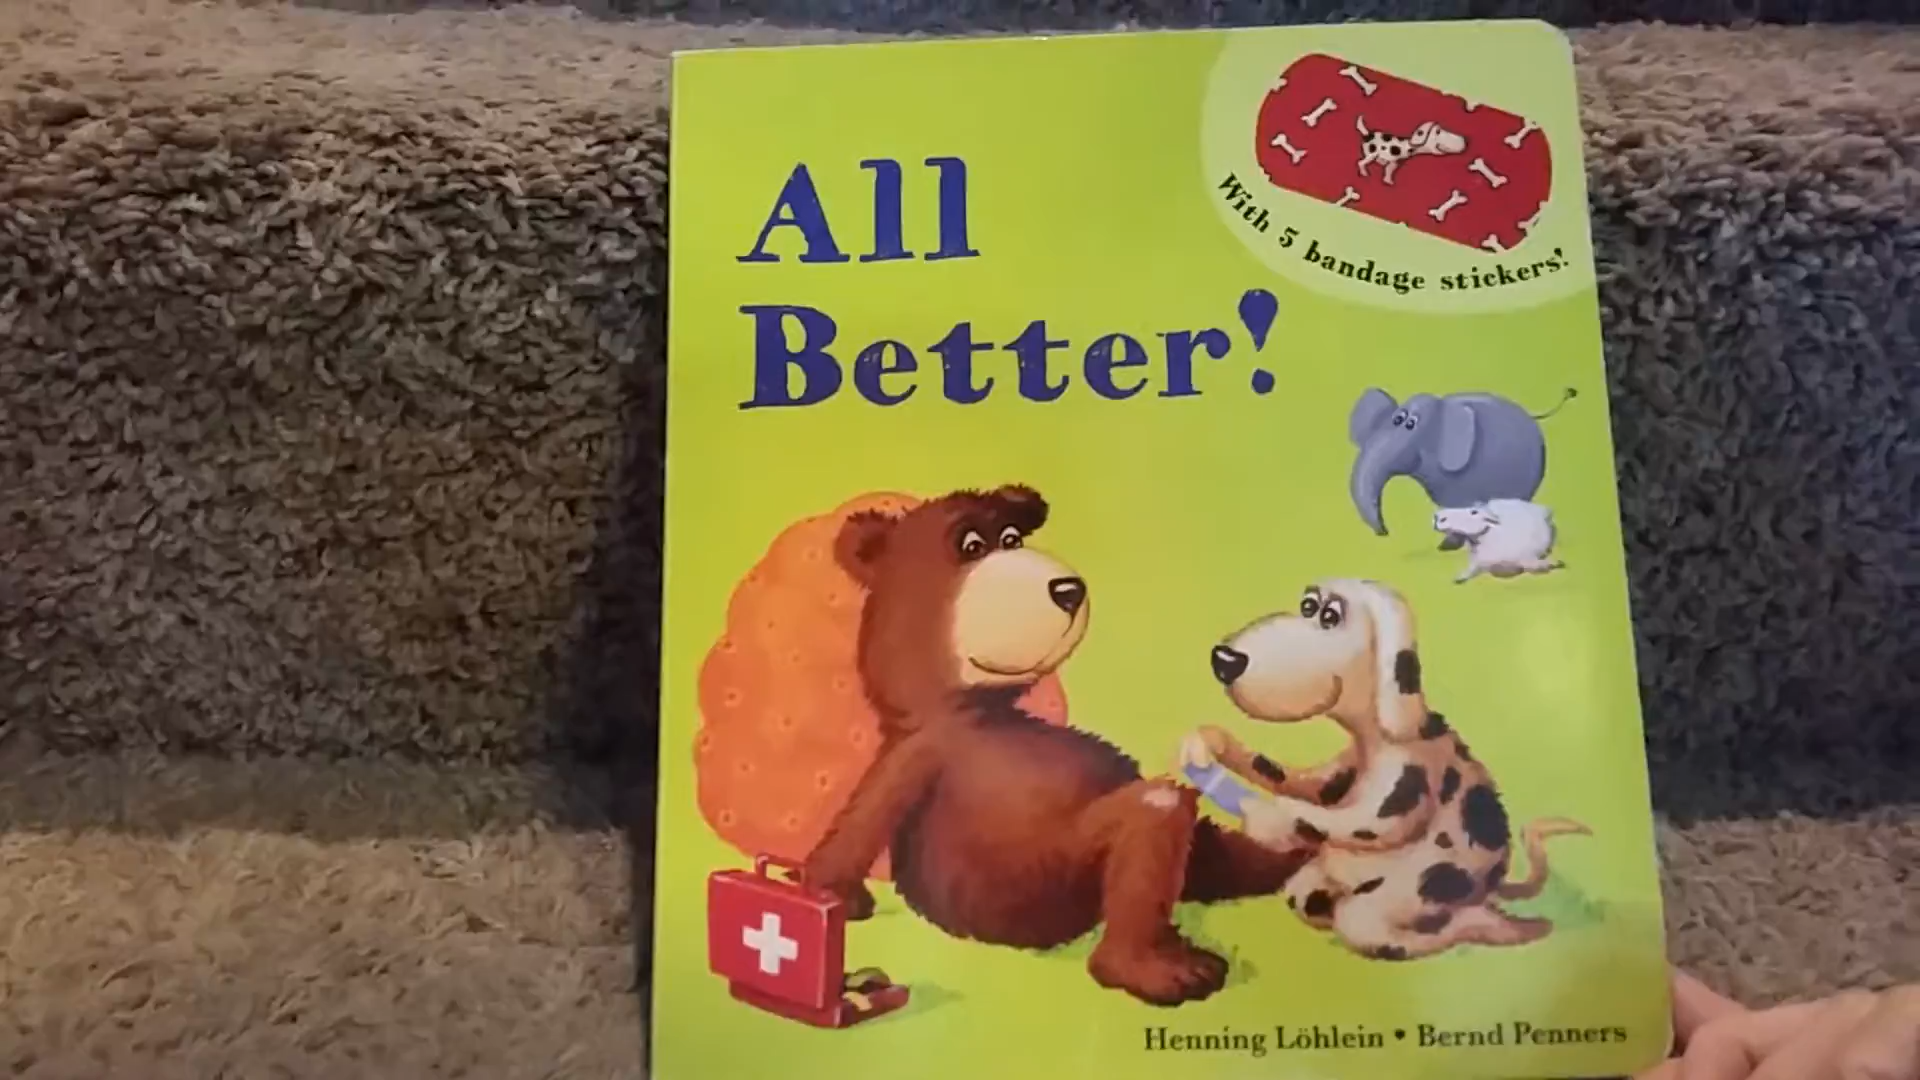 With 5 bandage stickers!
All
Better!
Henning Löhlein • Bernd Penners